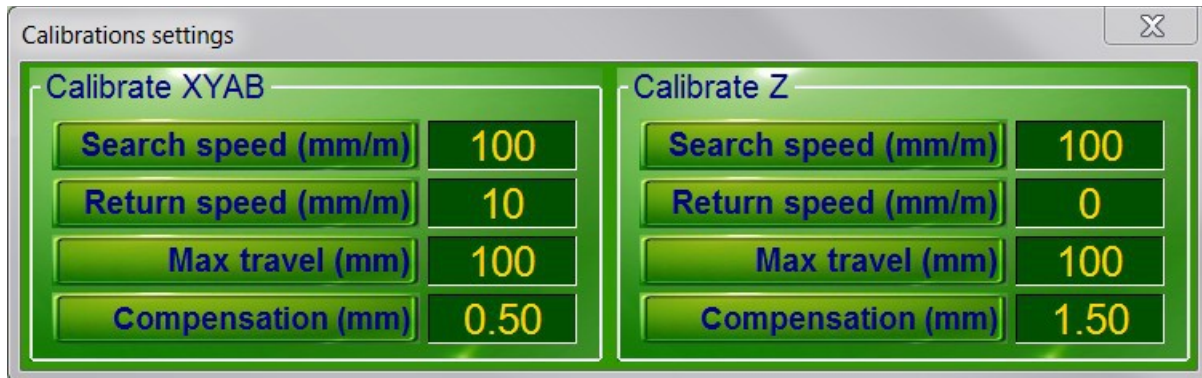 Calibrations settings
Calibrate XYAB
Search speed (mm/m) 100
Return speed (mm/m) 10
Max travel (mm) 100
Compensation (mm) 0.50
Calibrate Z
Search speed (mm/m) 100
Return speed (mm/m) 0
Max travel (mm) 100
Compensation (mm) 1.50